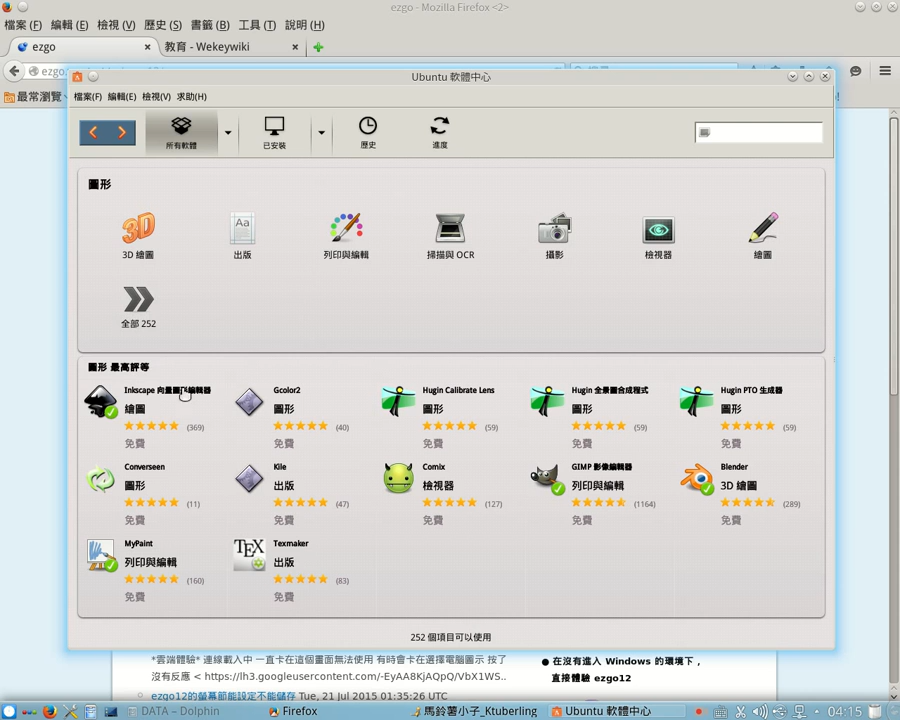 ezgo - Mozilla Firefox <2>
檔案 (F) 編輯 (E) 檢視 (V) 歷史 (S) 書籤 (B) 工具 (T) 說明 (H)
ezgo 教育 - Wekeywiki
ezgo
最常瀏覽
Ubuntu 軟體中心
檔案(F) 編輯(E) 檢視(V) 求助(H)
所有軟體 已安裝 歷史 進度
圖形
3D 繪圖 出版 列印與編輯 掃描與 OCR 攝影 檢視器 繪圖
全部 252
圖形 最高評等
Inkscape 向量圖形編輯器 Gcolor2 Hugin Calibrate Lens Hugin 全景圖合成程式 Hugin PTO 生成器
繪圖 圖形 圖形 圖形 圖形
(369) (40) (59) (59) (59)
免費 免費 免費 免費 免費
Converseen Kile Comix GIMP 影像編輯器 Blender
圖形 出版 檢視器 列印與編輯 3D 繪圖
(11) (47) (127) (1164) (289)
免費 免費 免費 免費 免費
MyPaint Texmaker
列印與編輯 出版
(160) (83)
免費 免費
252 個項目可以使用
*雲端體驗* 連線載入中 一直卡在這個畫面無法使用 有時會卡在選擇電腦圖示 按了
沒有反應 < https://lh3.googleusercontent.com/-EyAA8KJAQpQ/VbX1WS..
ezgo12的螢幕節能設定不能儲存 Tue, 21 Jul 2015 01:35:26 UTC
● 在沒有進入 Windows 的環境下，
直接體驗 ezgo12
DATA – Dolphin Firefox 馬鈴薯小子_Ktuberling Ubuntu 軟體中心 04:15